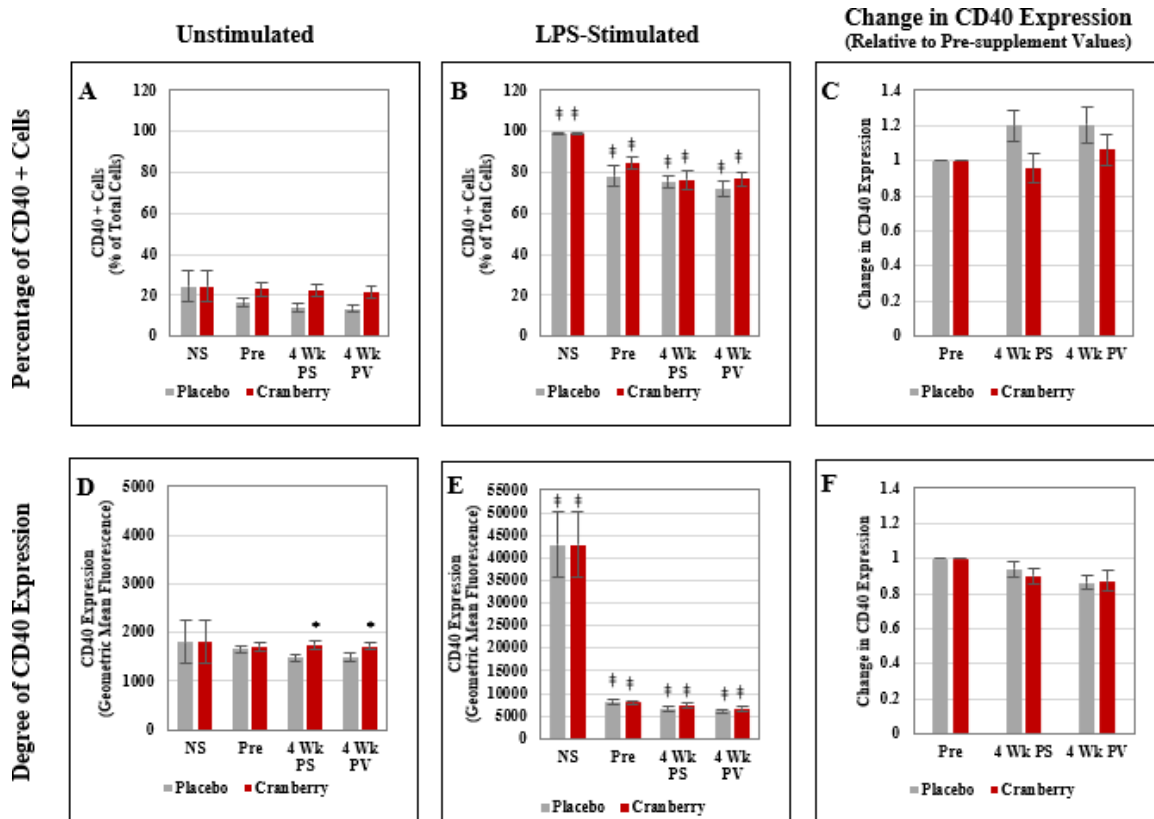 Unstimulated
LPS-Stimulated
Change in CD40 Expression
(Relative to Pre-supplement Values)
Percentage of CD40 + Cells
A
CD40 + Cells
(% of Total Cells)
120
100
80
60
40
20
0
NS Pre 4 Wk PS 4 Wk PV
Placebo Cranberry
B
CD40 + Cells
(% of Total Cells)
120
100
80
60
40
20
0
‡ ‡ ‡ ‡ ‡ ‡ ‡ ‡
NS Pre 4 Wk PS 4 Wk PV
Placebo Cranberry
C
Change in CD40 Expression
1.4
1.2
1
0.8
0.6
0.4
0.2
0
Pre 4 Wk PS 4 Wk PV
Placebo Cranberry
Degree of CD40 Expression
D
CD40 Expression
(Geometric Mean Fluorescence)
5000
4000
3000
2000
1000
0
* *
NS Pre 4 Wk PS 4 Wk PV
Placebo Cranberry
E
CD40 Expression
(Geometric Mean Fluorescence)
55000
50000
45000
40000
35000
30000
25000
20000
15000
10000
5000
0
‡ ‡ ‡ ‡ ‡ ‡ ‡ ‡
NS Pre 4 Wk PS 4 Wk PV
Placebo Cranberry
F
Change in CD40 Expression
1.4
1.2
1
0.8
0.6
0.4
0.2
0
Pre 4 Wk PS 4 Wk PV
Placebo Cranberry